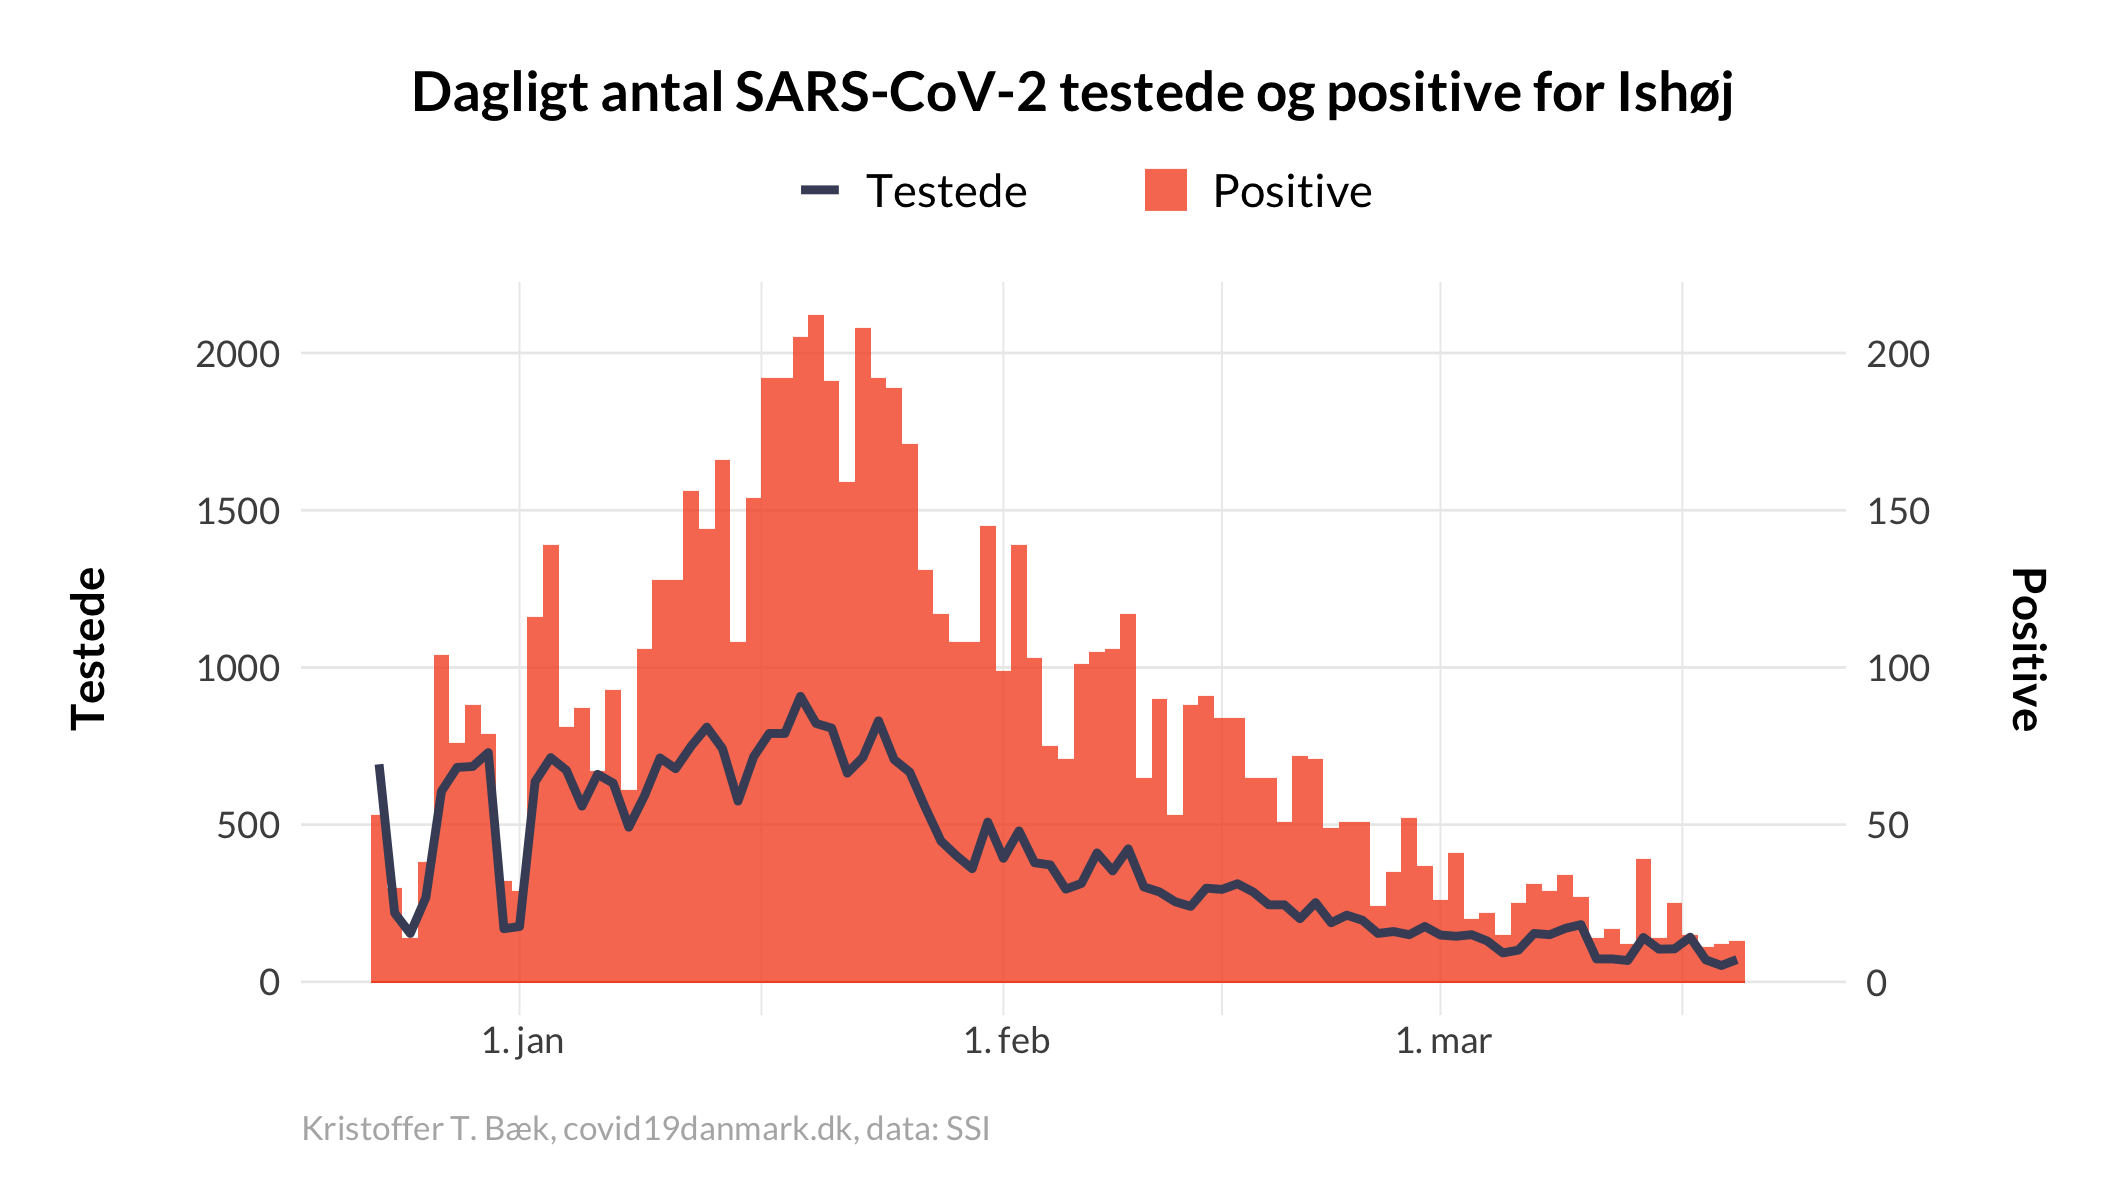 Dagligt antal SARS-CoV-2 testede og positive for Ishøj
Testede
Positive
2000
1500
1000
500
0
Testede
200
150
100
50
0
Positive
1. jan
1. feb
1. mar
Kristoffer T. Bæk, covid19danmark.dk, data: SSI